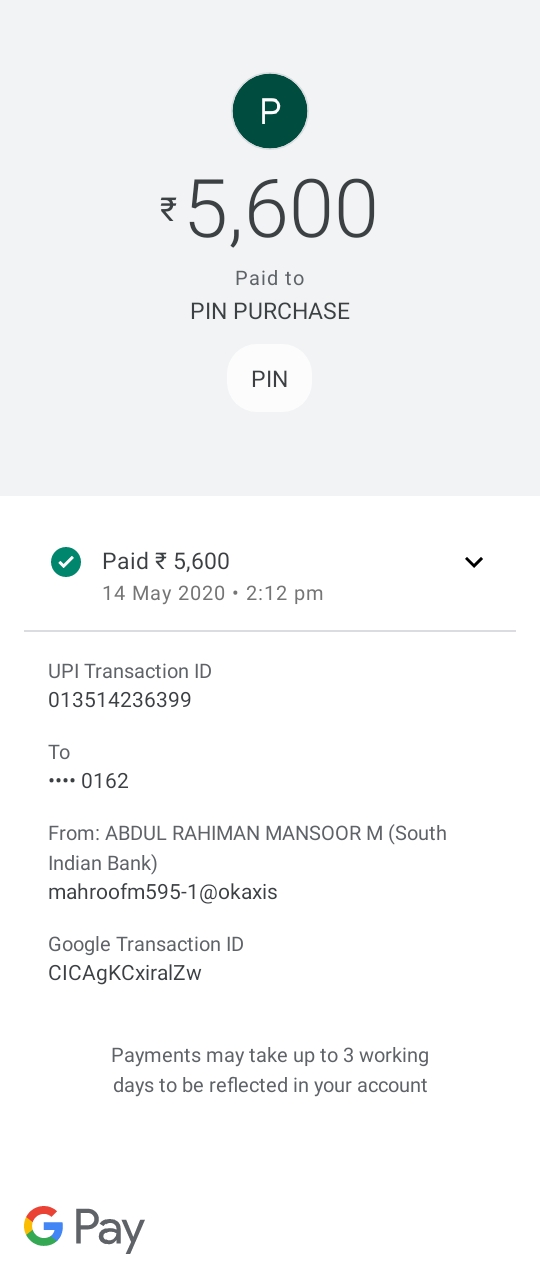 P
₹5,600
Paid to
PIN PURCHASE
PIN
Paid ₹ 5,600
14 May 2020 • 2:12 pm
UPI Transaction ID
013514236399
To
•••• 0162
From: ABDUL RAHIMAN MANSOOR M (South
Indian Bank)
mahroofm595-1@okaxis
Google Transaction ID
CICAgKCxiralZw
Payments may take up to 3 working
days to be reflected in your account
G Pay